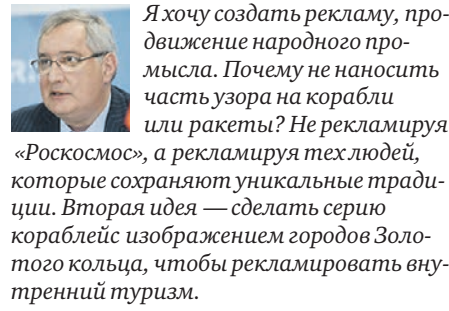 Я хочу создать рекламу, про-
движение народного про-
мысла. Почему не наносить
часть узора на корабли
или ракеты? Не рекламируя
«Роскосмос», а рекламируя тех людей,
которые сохраняют уникальные тради-
ции. Вторая идея — сделать серию
кораблейс изображением городов Золо-
того кольца, чтобы рекламировать вну-
тренний туризм.